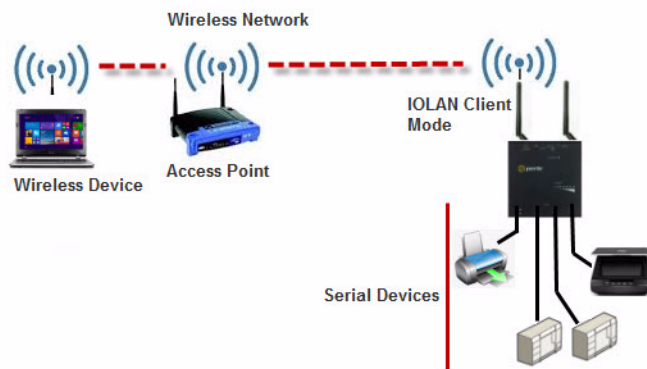 Wireless Network
IOLAN Client
Mode
Access Point
Wireless Device
Serial Devices